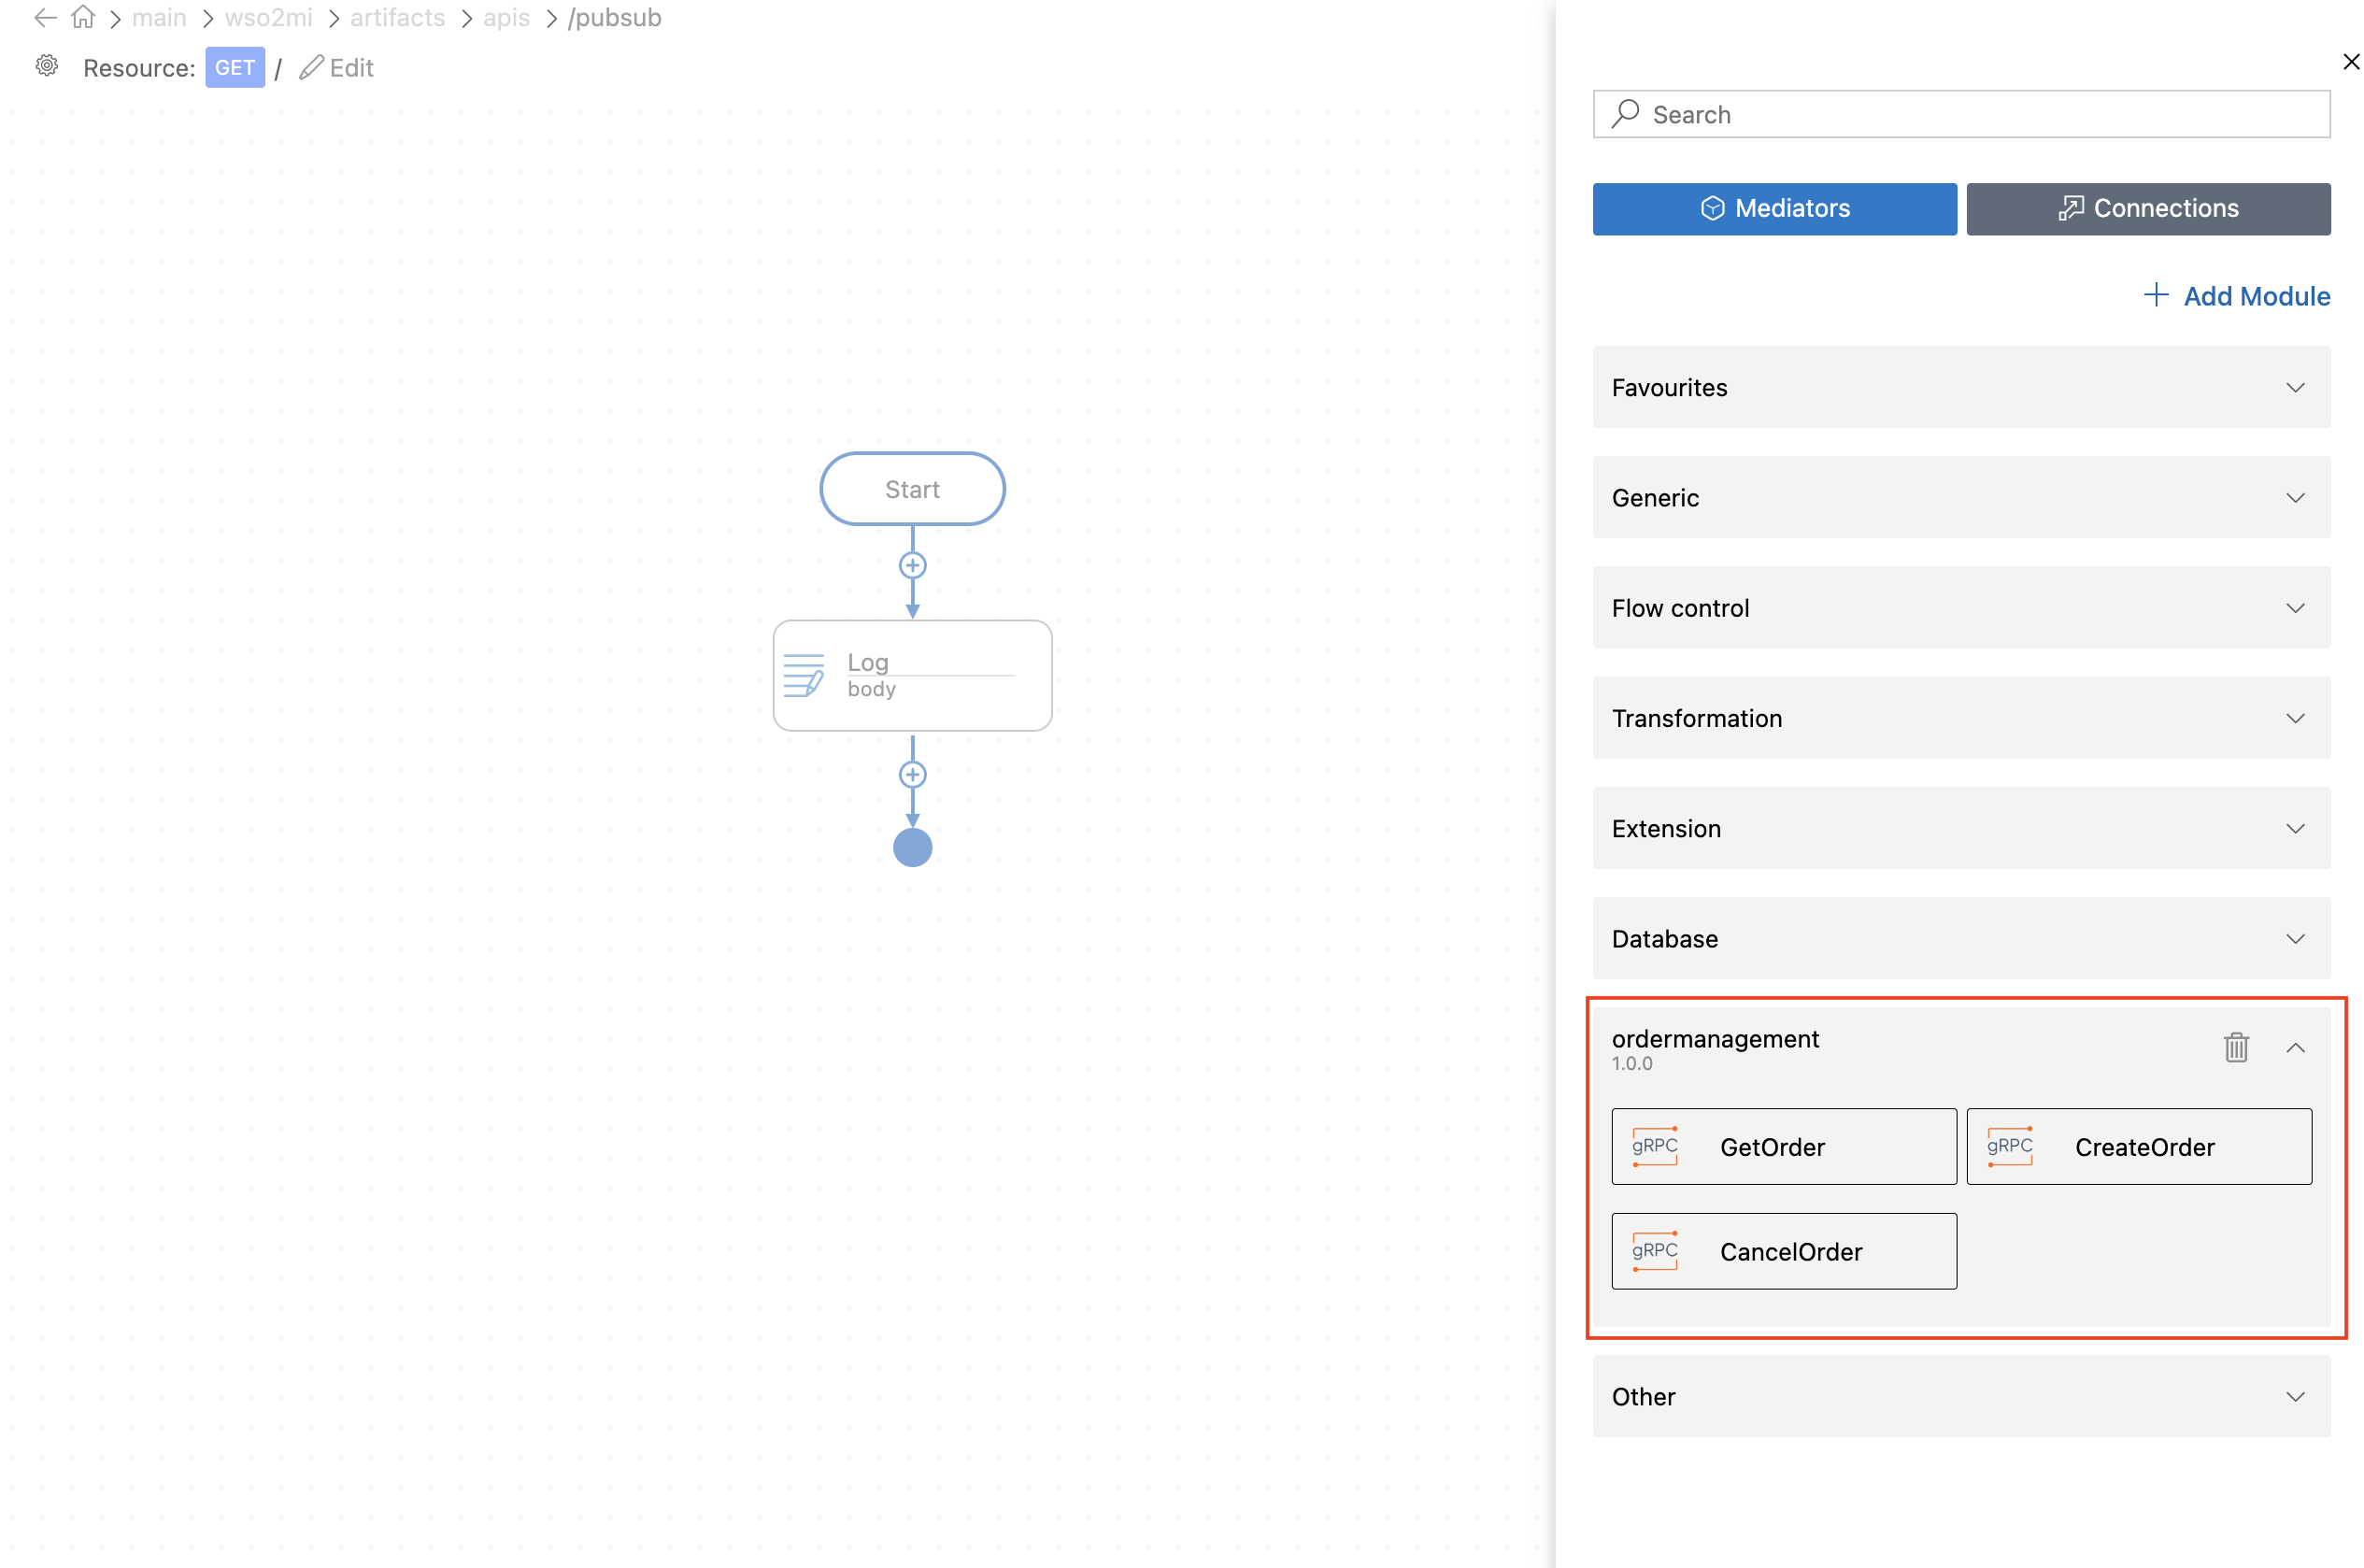 main wso2mi artifacts apis /pubsub
Resource: GET / Edit
Start
Log
body
Search
Mediators Connections
Add Module
Favourites
Generic
Flow control
Transformation
Extension
Database
ordermanagement
1.0.0
gRPC GetOrder gRPC CreateOrder
gRPC CancelOrder
Other